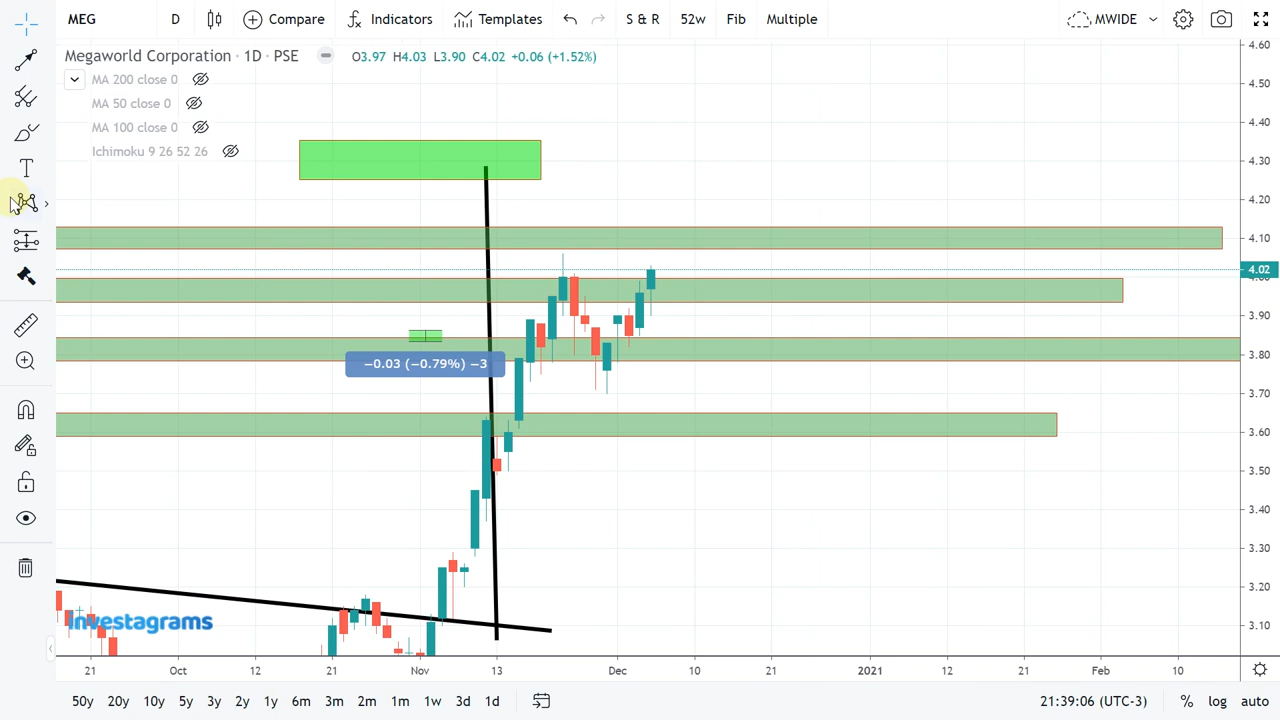 MEG D Compare Indicators Templates S & R 52w Fib Multiple MWIDE
Megaworld Corporation · 1D · PSE O3.97 H4.03 L3.90 C4.02 +0.06 (+1.52%)
MA 200 close 0
MA 50 close 0
MA 100 close 0
Ichimoku 9 26 52 26
4.60
4.50
4.40
4.30
4.20
4.10
4.02
3.90
3.80
−0.03 (−0.79%) −3
3.70
3.60
3.50
3.40
3.30
3.20
3.10
Investagrams
21 Oct 12 21 Nov 13 Dec 10 21 2021 12 21 Feb 10
50y 20y 10y 5y 3y 2y 1y 6m 3m 2m 1m 1w 3d 1d 21:39:06 (UTC-3) % log auto